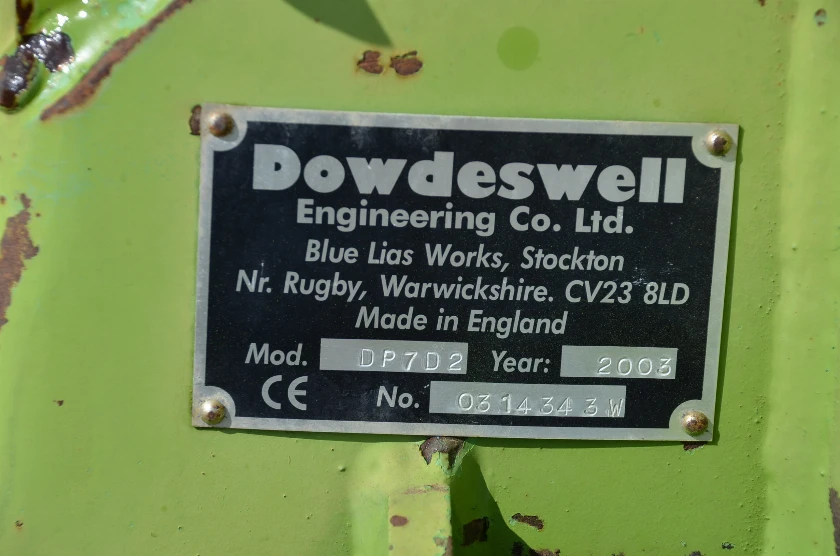 Dowdeswell
Engineering Co. Ltd.
Blue Lias Works, Stockton
Nr. Rugby, Warwickshire. CV23 8LD
Made in England
Mod. DP7D2 Year: 2003
CE No. 0314343W